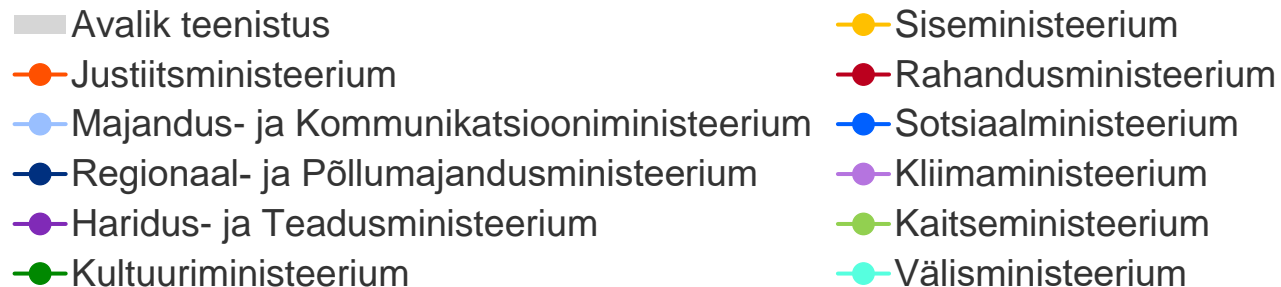 Avalik teenistus
Siseministeerium
Justiitsministeerium
Rahandusministeerium
Majandus- ja Kommunikatsiooniministeerium
Sotsiaalministeerium
Regionaal- ja Põllumajandusministeerium
Kliimaministeerium
Haridus- ja Teadusministeerium
Kaitseministeerium
Kultuuriministeerium
Välisministeerium